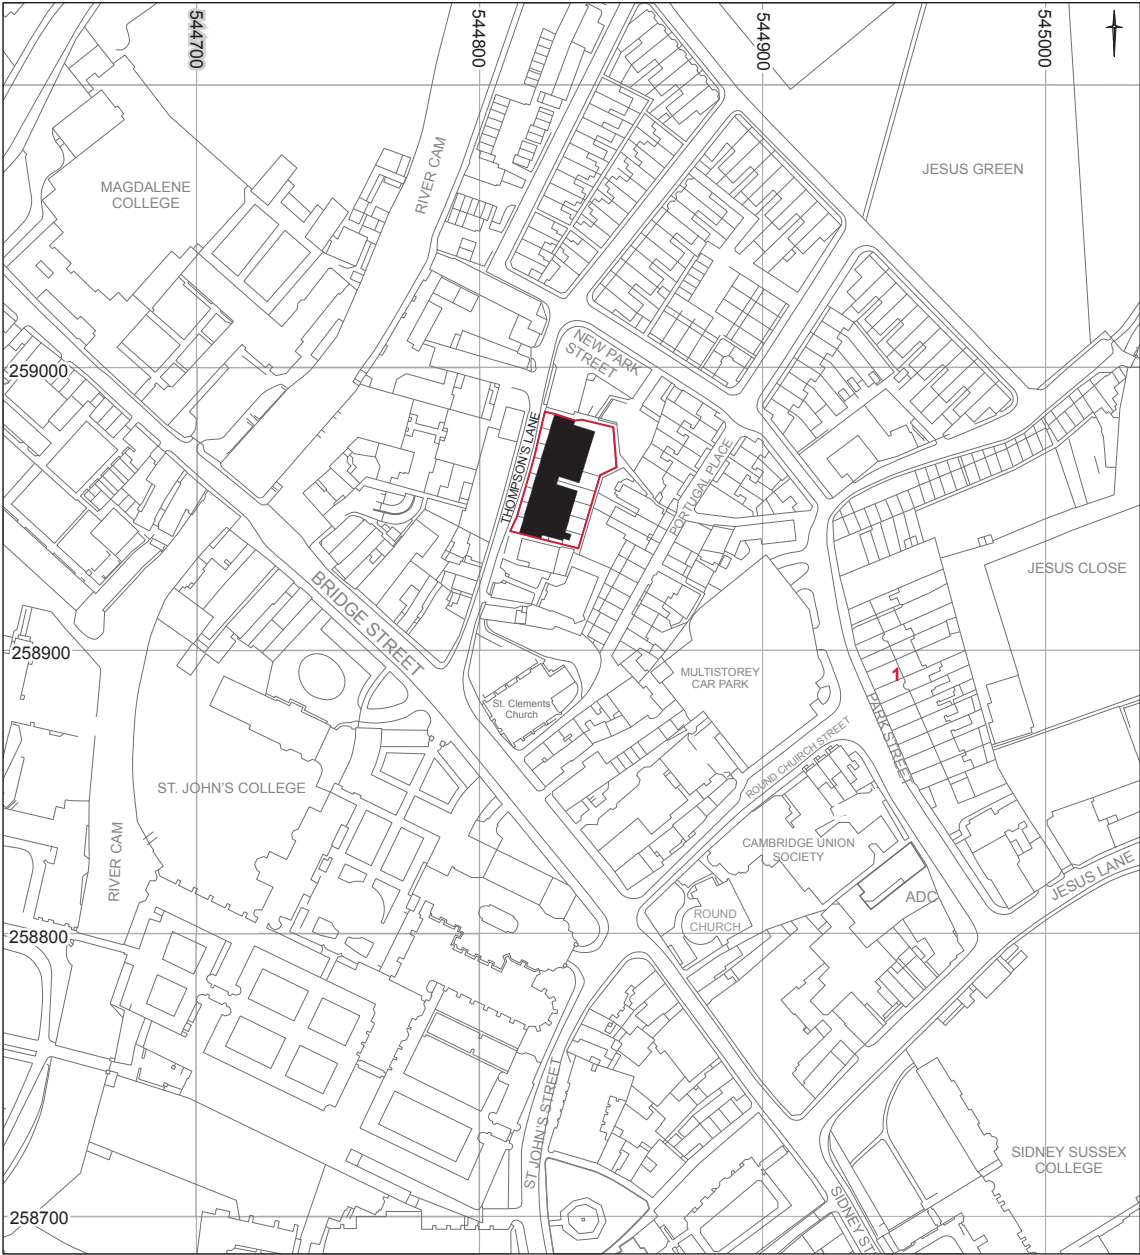 544700
544800
544900
545000
MAGDALENE
COLLEGE
RIVER CAM
JESUS GREEN
NEW PARK
STREET
259000
THOMPSON'S LANE
PORTUGAL PLACE
BRIDGE STREET
JESUS CLOSE
258900
MULTISTOREY
CAR PARK
1
St. Clements
Church
PARK STREET
ROUND CHURCH STREET
ST. JOHN'S COLLEGE
RIVER CAM
CAMBRIDGE UNION
SOCIETY
JESUS LANE
ADC
ROUND
CHURCH
258800
ST JOHN'S STREET
SIDNEY SUSSEX
COLLEGE
SIDNEY ST
258700